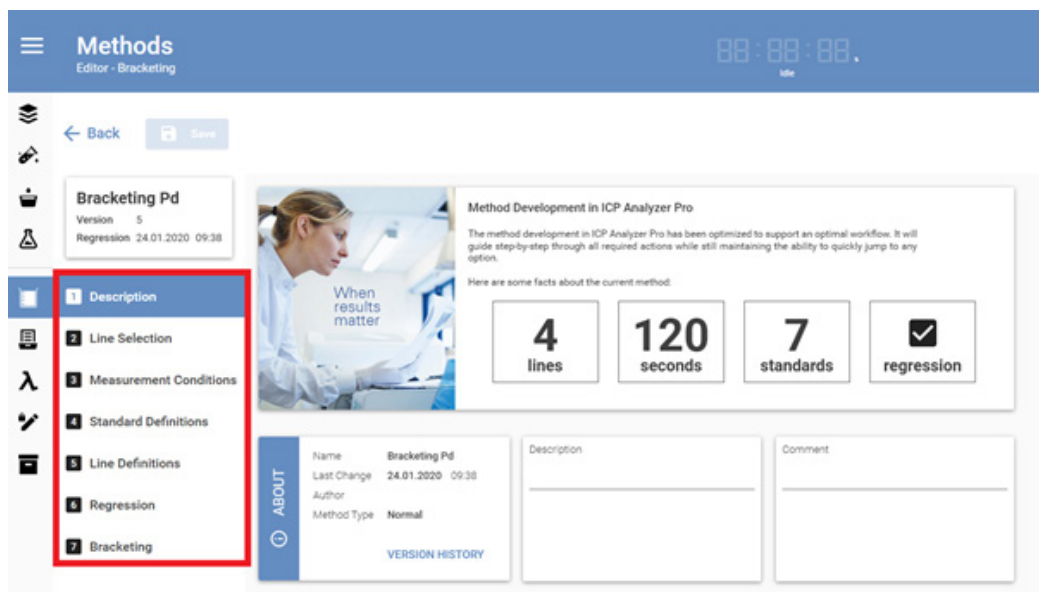 Methods
Editor - Bracketing
88:88:88.
Idle
Back
Save
Bracketing Pd
Version 5
Regression 24.01.2020 09:38
1 Description
2 Line Selection
3 Measurement Conditions
4 Standard Definitions
5 Line Definitions
6 Regression
7 Bracketing
When
results
matter
Method Development in ICP Analyzer Pro
The method development in ICP Analyzer Pro has been optimized to support an optimal workflow. It will
guide step-by-step through all required actions while still maintaining the ability to quickly jump to any
option.
Here are some facts about the current method:
4
lines
120
seconds
7
standards
regression
ABOUT
Name Bracketing Pd
Last Change 24.01.2020 09:38
Author
Method Type Normal
VERSION HISTORY
Description
Comment